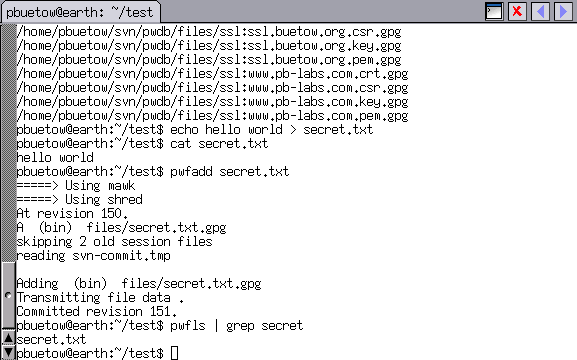 pbuetow@earth: ~/test
/home/pbuetow/svn/pwdb/files/ssl:ssl.buetow.org.csr.gpg
/home/pbuetow/svn/pwdb/files/ssl:ssl.buetow.org.key.gpg
/home/pbuetow/svn/pwdb/files/ssl:ssl.buetow.org.pem.gpg
/home/pbuetow/svn/pwdb/files/ssl:www.pb-labs.com.crt.gpg
/home/pbuetow/svn/pwdb/files/ssl:www.pb-labs.com.csr.gpg
/home/pbuetow/svn/pwdb/files/ssl:www.pb-labs.com.key.gpg
/home/pbuetow/svn/pwdb/files/ssl:www.pb-labs.com.pem.gpg
pbuetow@earth:~/test$ echo hello world > secret.txt
pbuetow@earth:~/test$ cat secret.txt
hello world
pbuetow@earth:~/test$ pwfadd secret.txt
=====> Using mawk
=====> Using shred
At revision 150.
A  (bin)  files/secret.txt.gpg
skipping 2 old session files
reading svn-commit.tmp

Adding  (bin)  files/secret.txt.gpg
Transmitting file data .
Committed revision 151.
pbuetow@earth:~/test$ pwfls | grep secret
secret.txt
pbuetow@earth:~/test$